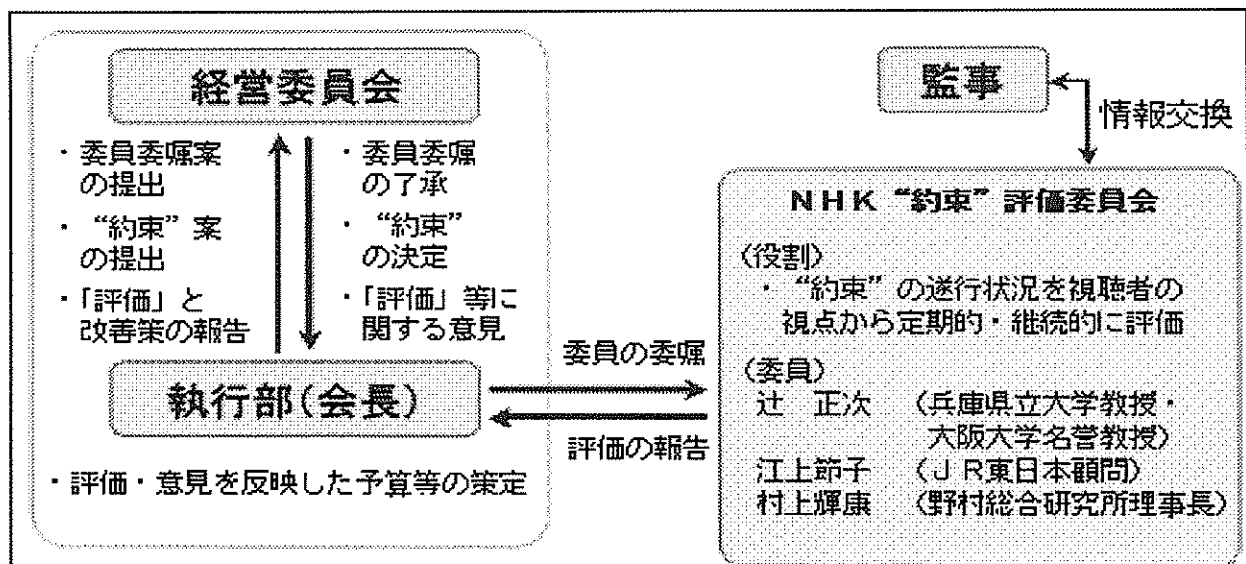 経営委員会
・委員委嘱案
の提出
・“約束”案
の提出
・「評価」と
改善策の報告
・委員委嘱
の了承
・“約束”
の決定
・「評価」等に
関する意見
執行部(会長)
・評価・意見を反映した予算等の策定
委員の委嘱
評価の報告
監事
情報交換
NHK“約束”評価委員会
(役割)
・“約束”の遂行状況を視聴者の
視点から定期的・継続的に評価
(委員)
辻 正次 (兵庫県立大学教授・
大阪大学名誉教授)
江上節子 (JR東日本顧問)
村上輝康 (野村総合研究所理事長)